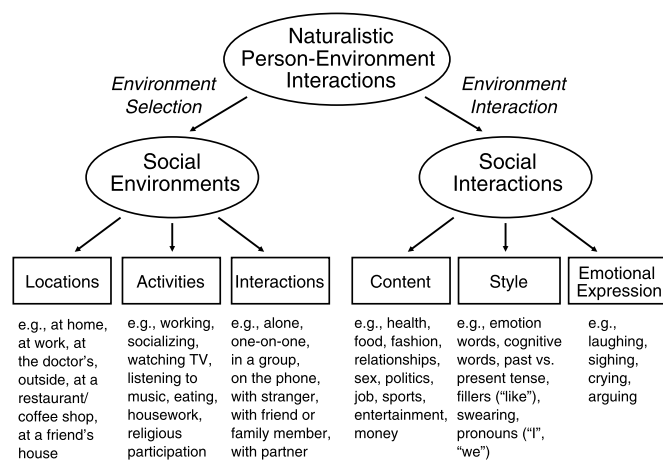 Naturalistic
Person-Environment
Interactions
Environment
Selection
Environment
Interaction
Social
Environments
Social
Interactions
Locations
Activities
Interactions
Content
Style
Emotional
Expression
e.g., at home,
at work, at
the doctor's,
outside, at a
restaurant/
coffee shop,
at a friend's
house
e.g., working,
socializing,
watching TV,
listening to
music, eating,
housework,
religious
participation
e.g., alone,
one-on-one,
in a group,
on the phone,
with stranger,
with friend or
family member,
with partner
e.g., health,
food, fashion,
relationships,
sex, politics,
job, sports,
entertainment,
money
e.g., emotion
words, cognitive
words, past vs.
present tense,
fillers (“like”),
swearing,
pronouns (“I”,
“we”)
e.g.,
laughing,
sighing,
crying,
arguing